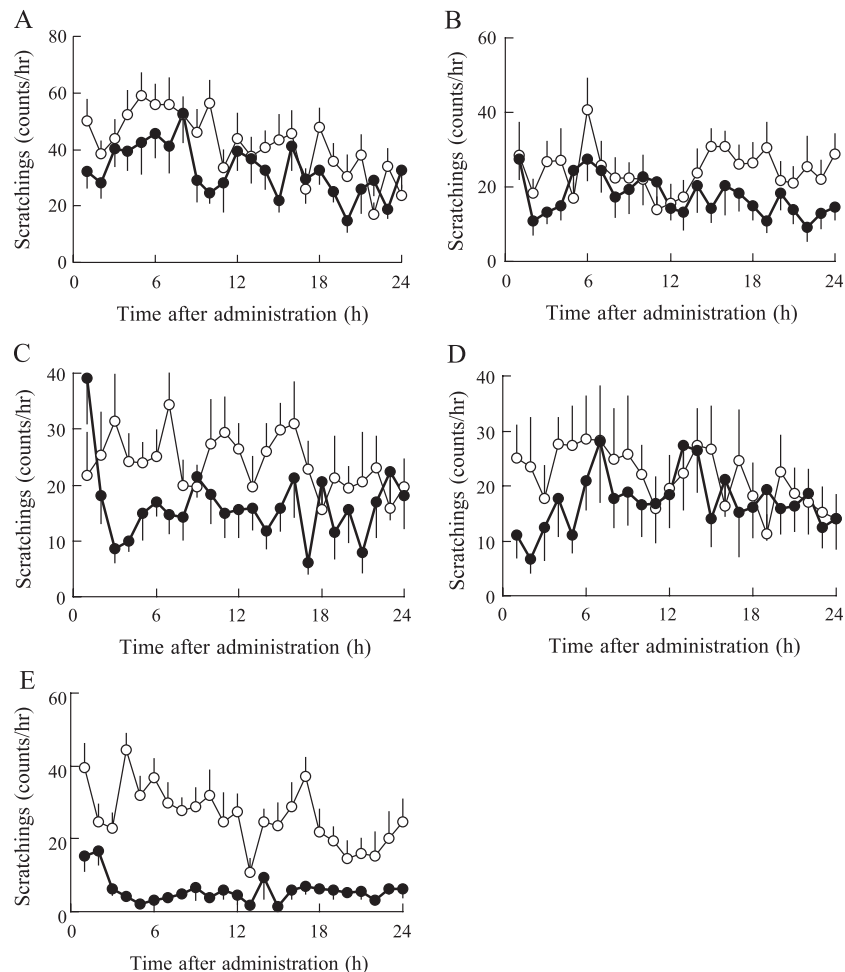 A
80
60
40
20
0
Scratchings (counts/hr)
0 6 12 18 24
Time after administration (h)
B
60
40
20
0
Scratchings (counts/hr)
0 6 12 18 24
Time after administration (h)
C
40
30
20
10
0
Scratchings (counts/hr)
0 6 12 18 24
Time after administration (h)
D
40
30
20
10
0
Scratchings (counts/hr)
0 6 12 18 24
Time after administration (h)
E
60
40
20
0
Scratchings (counts/hr)
0 6 12 18 24
Time after administration (h)